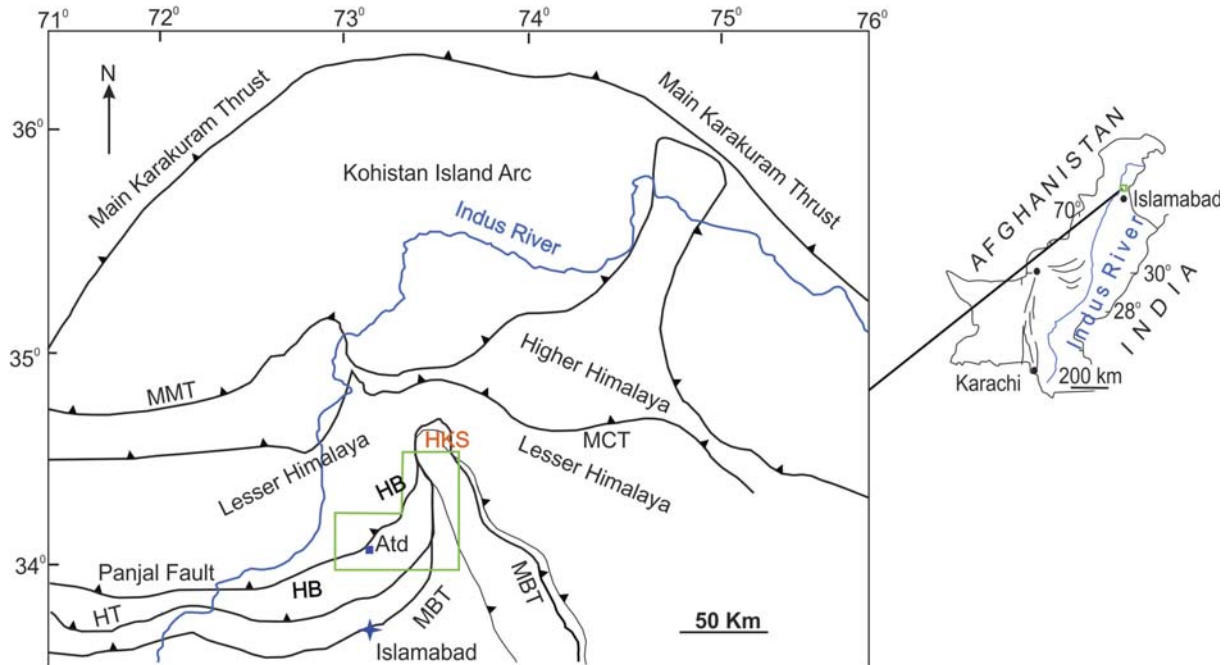 71⁰ 72⁰ 73⁰ 74⁰ 75⁰ 76⁰
N
36⁰
Main Karakuram Thrust
Main Karakuram Thrust
Kohistan Island Arc
Indus River
35⁰
MMT
Higher Himalaya
MCT
HKS
Lesser Himalaya
Lesser Himalaya
HB
34⁰
Atd
Panjal Fault
HB
HT
MBT
MBT
50 Km
Islamabad
AFGHANISTAN
70⁰
Islamabad
Indus River
30⁰
28⁰
INDIA
Karachi
200 km